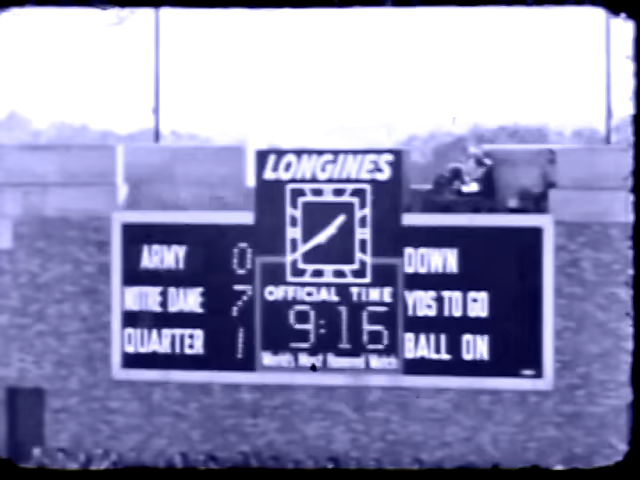 LONGINES
ARMY 0
DOWN
OFFICIAL TIME
NOTRE DAME 7
YDS TO GO
9:16
QUARTER 1
BALL ON
World's Most Honored Watch